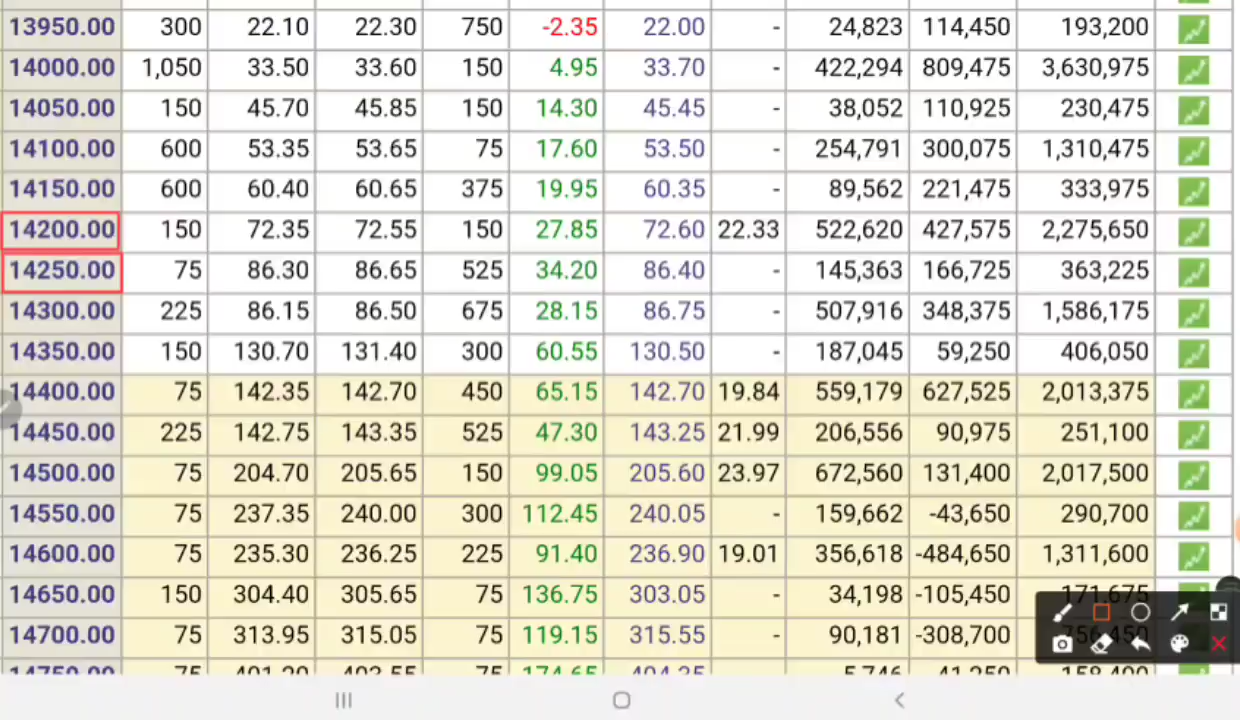 13950.00 300 22.10 22.30 750 -2.35 22.00 - 24,823 114,450 193,200
14000.00 1,050 33.50 33.60 150 4.95 33.70 - 422,294 809,475 3,630,975
14050.00 150 45.70 45.85 150 14.30 45.45 - 38,052 110,925 230,475
14100.00 600 53.35 53.65 75 17.60 53.50 - 254,791 300,075 1,310,475
14150.00 600 60.40 60.65 375 19.95 60.35 - 89,562 221,475 333,975
14200.00 150 72.35 72.55 150 27.85 72.60 22.33 522,620 427,575 2,275,650
14250.00 75 86.30 86.65 525 34.20 86.40 - 145,363 166,725 363,225
14300.00 225 86.15 86.50 675 28.15 86.75 - 507,916 348,375 1,586,175
14350.00 150 130.70 131.40 300 60.55 130.50 - 187,045 59,250 406,050
14400.00 75 142.35 142.70 450 65.15 142.70 19.84 559,179 627,525 2,013,375
14450.00 225 142.75 143.35 525 47.30 143.25 21.99 206,556 90,975 251,100
14500.00 75 204.70 205.65 150 99.05 205.60 23.97 672,560 131,400 2,017,500
14550.00 75 237.35 240.00 300 112.45 240.05 - 159,662 -43,650 290,700
14600.00 75 235.30 236.25 225 91.40 236.90 19.01 356,618 -484,650 1,311,600
14650.00 150 304.40 305.65 75 136.75 303.05 - 34,198 -105,450 171,675
14700.00 75 313.95 315.05 75 119.15 315.55 - 90,181 -308,700 756,450
14750.00 75 75 174.65